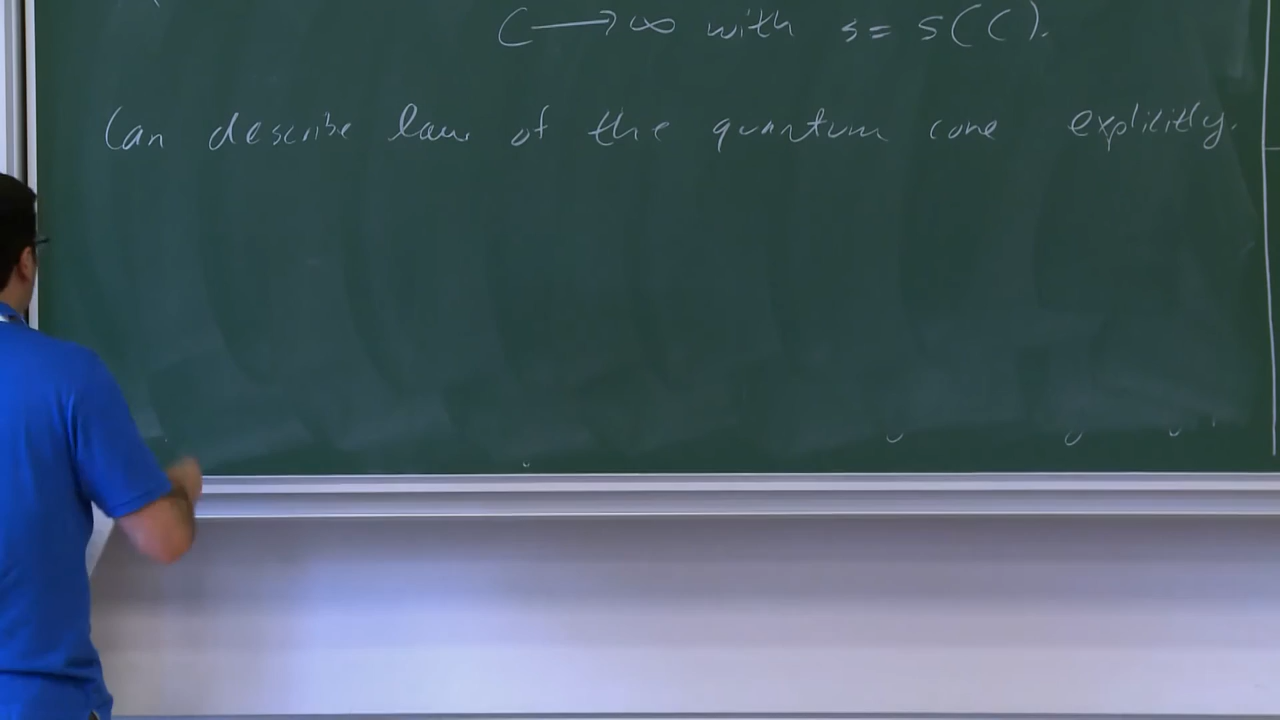 C ⟶ ∞ with s = s(C).
Can describe law of the quantum cone explicitly.